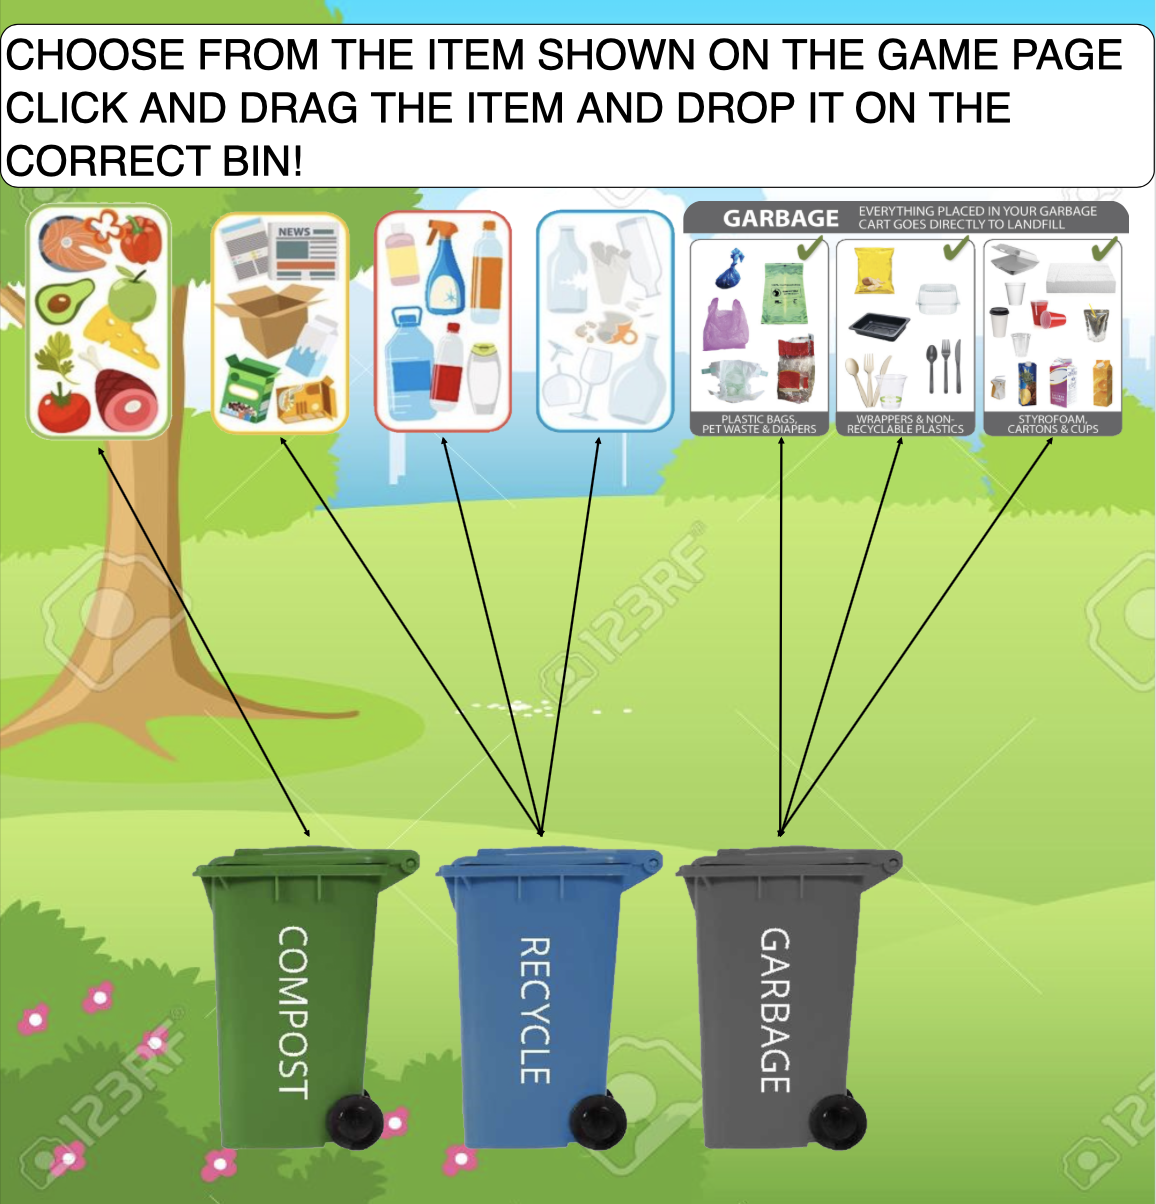 CHOOSE FROM THE ITEM SHOWN ON THE GAME PAGE
CLICK AND DRAG THE ITEM AND DROP IT ON THE
CORRECT BIN!
NEWS
GARBAGE
EVERYTHING PLACED IN YOUR GARBAGE
CART GOES DIRECTLY TO LANDFILL
PLASTIC BAGS,
PET WASTE & DIAPERS
WRAPPERS & NON-
RECYCLABLE PLASTICS
STYROFOAM,
CARTONS & CUPS
123RF®
COMPOST
RECYCLE
GARBAGE
123RF